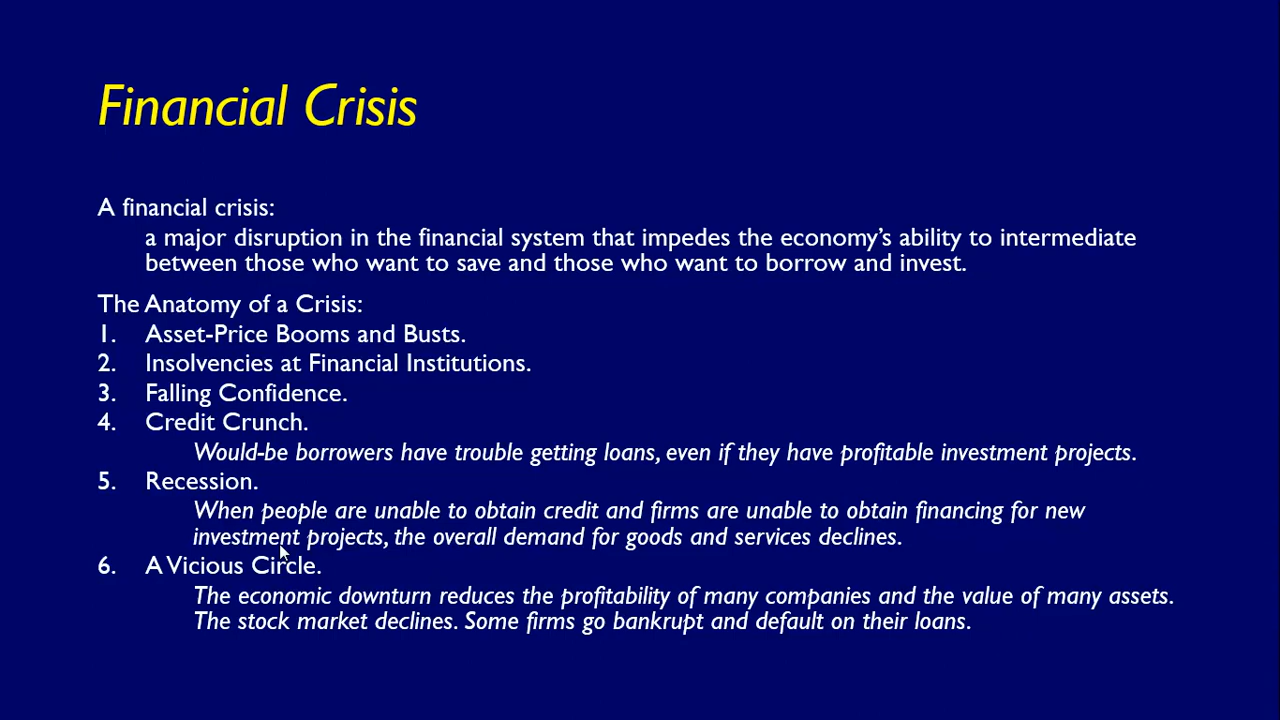 Financial Crisis
A financial crisis:
a major disruption in the financial system that impedes the economy’s ability to intermediate
between those who want to save and those who want to borrow and invest.
The Anatomy of a Crisis:
1. Asset-Price Booms and Busts.
2. Insolvencies at Financial Institutions.
3. Falling Confidence.
4. Credit Crunch.
Would-be borrowers have trouble getting loans, even if they have profitable investment projects.
5. Recession.
When people are unable to obtain credit and firms are unable to obtain financing for new
investment projects, the overall demand for goods and services declines.
6. A Vicious Circle.
The economic downturn reduces the profitability of many companies and the value of many assets.
The stock market declines. Some firms go bankrupt and default on their loans.